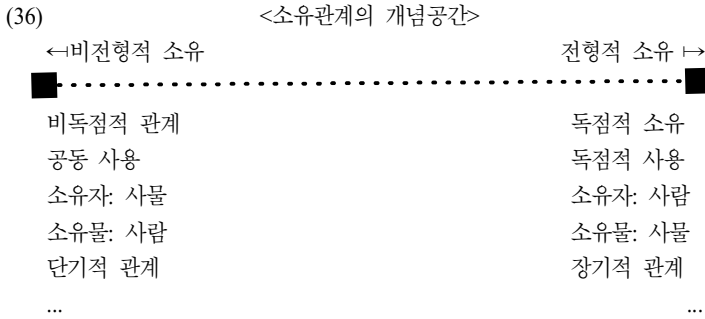 (36) <소유관계의 개념공간>
←비전형적 소유 전형적 소유 ↦
비독점적 관계 독점적 소유
공동 사용 독점적 사용
소유자: 사물 소유자: 사람
소유물: 사람 소유물: 사물
단기적 관계 장기적 관계
... ...